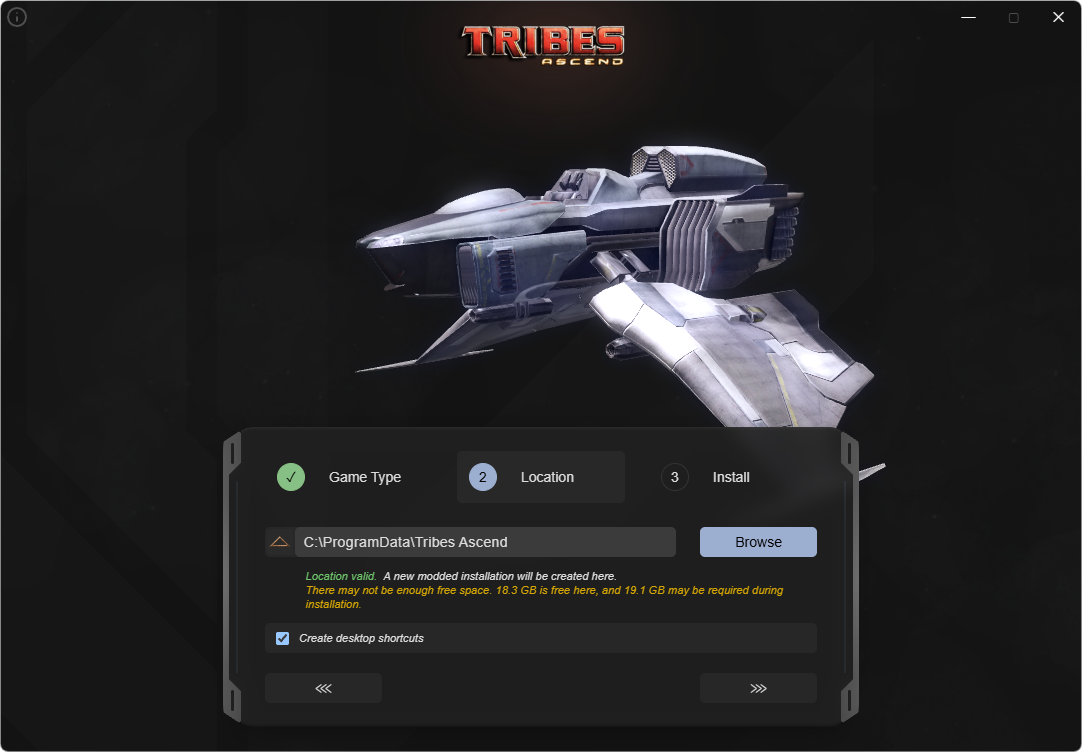 TRIBES
ASCEND
Game Type
2
Location
3
Install
C:\ProgramData\Tribes Ascend
Browse
Location valid. A new modded installation will be created here.
There may not be enough free space. 18.3 GB is free here, and 19.1 GB may be required during
installation.
Create desktop shortcuts